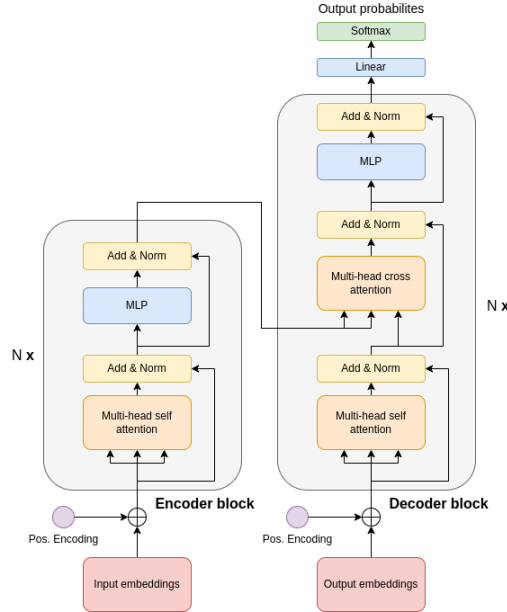 Output probabilites
Softmax
Linear
Add & Norm
MLP
Add & Norm
Multi-head cross
attention
N x
Add & Norm
Multi-head self
attention
Decoder block
Pos. Encoding
Output embeddings
Add & Norm
MLP
N x
Add & Norm
Multi-head self
attention
Encoder block
Pos. Encoding
Input embeddings